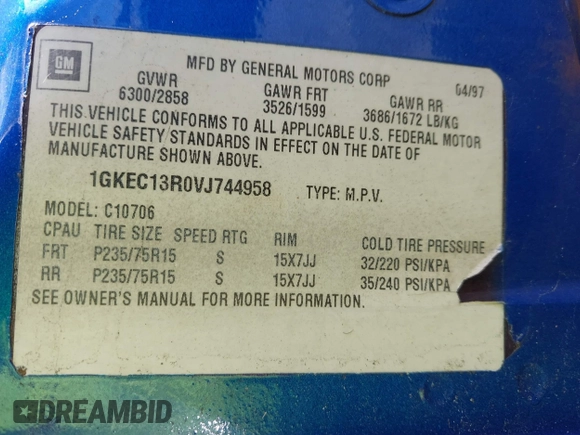 GM
MFD BY GENERAL MOTORS CORP 04/97
GVWR GAWR FRT GAWR RR
6300/2858 3526/1599 3686/1672 LB/KG
THIS VEHICLE CONFORMS TO ALL APPLICABLE U.S. FEDERAL MOTOR
VEHICLE SAFETY STANDARDS IN EFFECT ON THE DATE OF
MANUFACTURE SHOWN ABOVE.
1GKEC13R0VJ744958 TYPE: M.P.V.
MODEL: C10706
CPAU TIRE SIZE SPEED RTG RIM COLD TIRE PRESSURE
FRT P235/75R15 S 15X7JJ 32/220 PSI/KPA
RR P235/75R15 S 15X7JJ 35/240 PSI/KPA
SEE OWNER'S MANUAL FOR MORE INFORMATION.
DREAMBID